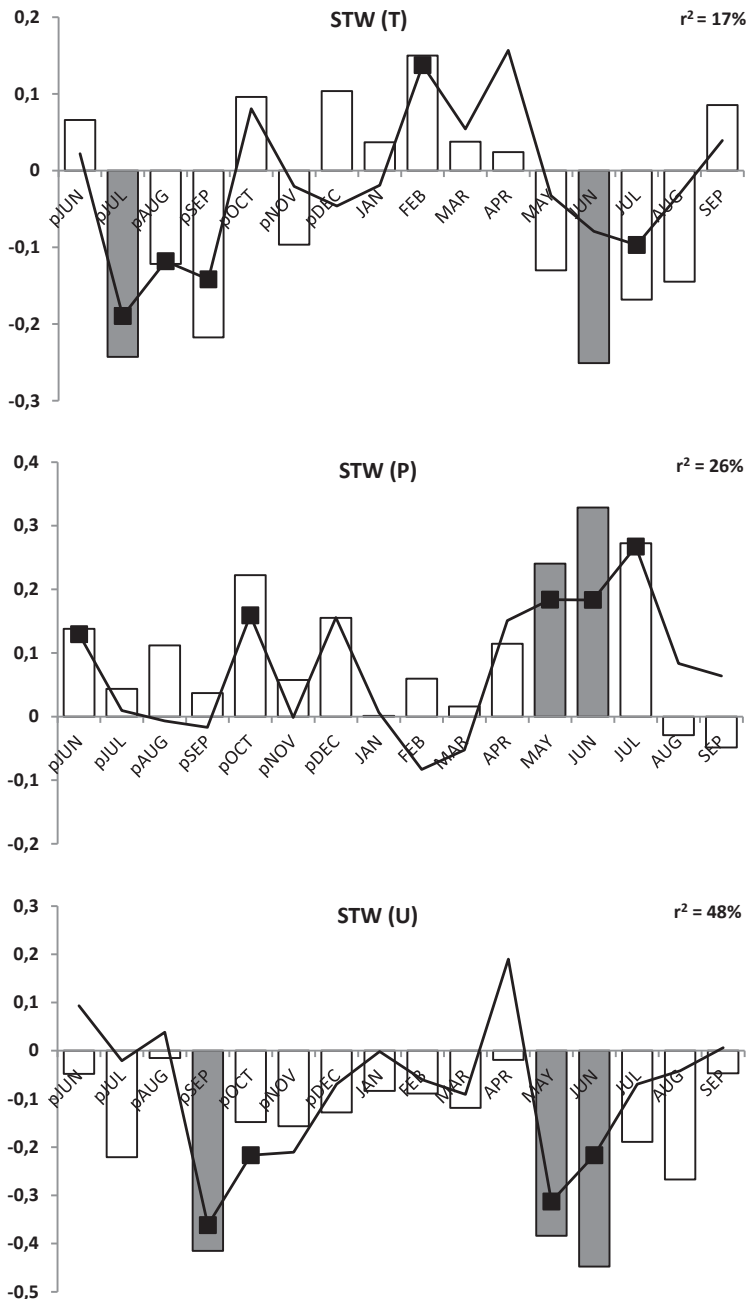 STW (T)
r² = 17%
0,2
0,1
0
-0,1
-0,2
-0,3
pJUN pJUL pAUG pSEP pOCT pNOV pDEC JAN FEB MAR APR MAY JUN JUL AUG SEP
STW (P)
r² = 26%
0,4
0,3
0,2
0,1
0
-0,1
-0,2
pJUN pJUL pAUG pSEP pOCT pNOV pDEC JAN FEB MAR APR MAY JUN JUL AUG SEP
STW (U)
r² = 48%
0,3
0,2
0,1
0
-0,1
-0,2
-0,3
-0,4
-0,5
pJUN pJUL pAUG pSEP pOCT pNOV pDEC JAN FEB MAR APR MAY JUN JUL AUG SEP